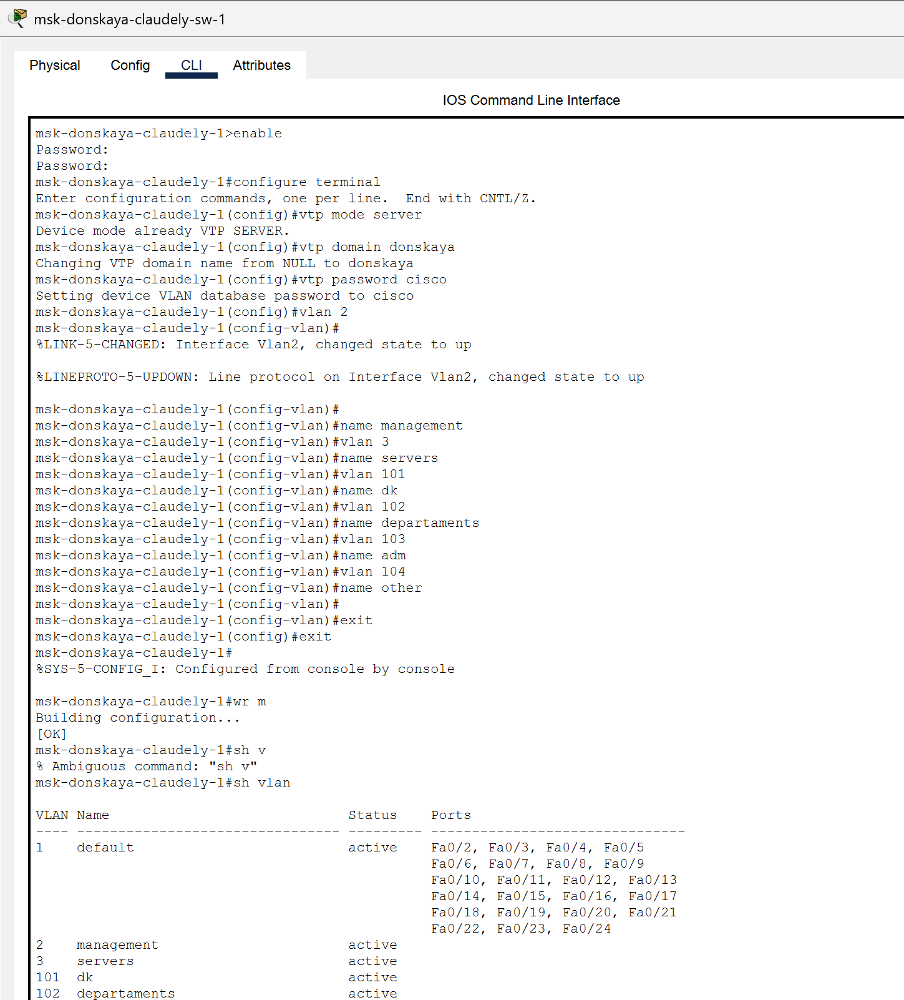 msk-donskaya-claudely-sw-1
Physical Config CLI Attributes
IOS Command Line Interface
msk-donskaya-claudely-1>enable
Password:
Password:
msk-donskaya-claudely-1#configure terminal
Enter configuration commands, one per line.  End with CNTL/Z.
msk-donskaya-claudely-1(config)#vtp mode server
Device mode already VTP SERVER.
msk-donskaya-claudely-1(config)#vtp domain donskaya
Changing VTP domain name from NULL to donskaya
msk-donskaya-claudely-1(config)#vtp password cisco
Setting device VLAN database password to cisco
msk-donskaya-claudely-1(config)#vlan 2
msk-donskaya-claudely-1(config-vlan)#
%LINK-5-CHANGED: Interface Vlan2, changed state to up
%LINEPROTO-5-UPDOWN: Line protocol on Interface Vlan2, changed state to up
msk-donskaya-claudely-1(config-vlan)#
msk-donskaya-claudely-1(config-vlan)#name management
msk-donskaya-claudely-1(config-vlan)#vlan 3
msk-donskaya-claudely-1(config-vlan)#name servers
msk-donskaya-claudely-1(config-vlan)#vlan 101
msk-donskaya-claudely-1(config-vlan)#name dk
msk-donskaya-claudely-1(config-vlan)#vlan 102
msk-donskaya-claudely-1(config-vlan)#name departaments
msk-donskaya-claudely-1(config-vlan)#vlan 103
msk-donskaya-claudely-1(config-vlan)#name adm
msk-donskaya-claudely-1(config-vlan)#vlan 104
msk-donskaya-claudely-1(config-vlan)#name other
msk-donskaya-claudely-1(config-vlan)#
msk-donskaya-claudely-1(config-vlan)#exit
msk-donskaya-claudely-1(config)#exit
msk-donskaya-claudely-1#
%SYS-5-CONFIG_I: Configured from console by console
msk-donskaya-claudely-1#wr m
Building configuration...
[OK]
msk-donskaya-claudely-1#sh v
% Ambiguous command: "sh v"
msk-donskaya-claudely-1#sh vlan
VLAN Name                             Status    Ports
---- -------------------------------- --------- -------------------------------
1    default                          active    Fa0/2, Fa0/3, Fa0/4, Fa0/5
Fa0/6, Fa0/7, Fa0/8, Fa0/9
Fa0/10, Fa0/11, Fa0/12, Fa0/13
Fa0/14, Fa0/15, Fa0/16, Fa0/17
Fa0/18, Fa0/19, Fa0/20, Fa0/21
Fa0/22, Fa0/23, Fa0/24
2    management                       active
3    servers                          active
101  dk                               active
102  departaments                     active